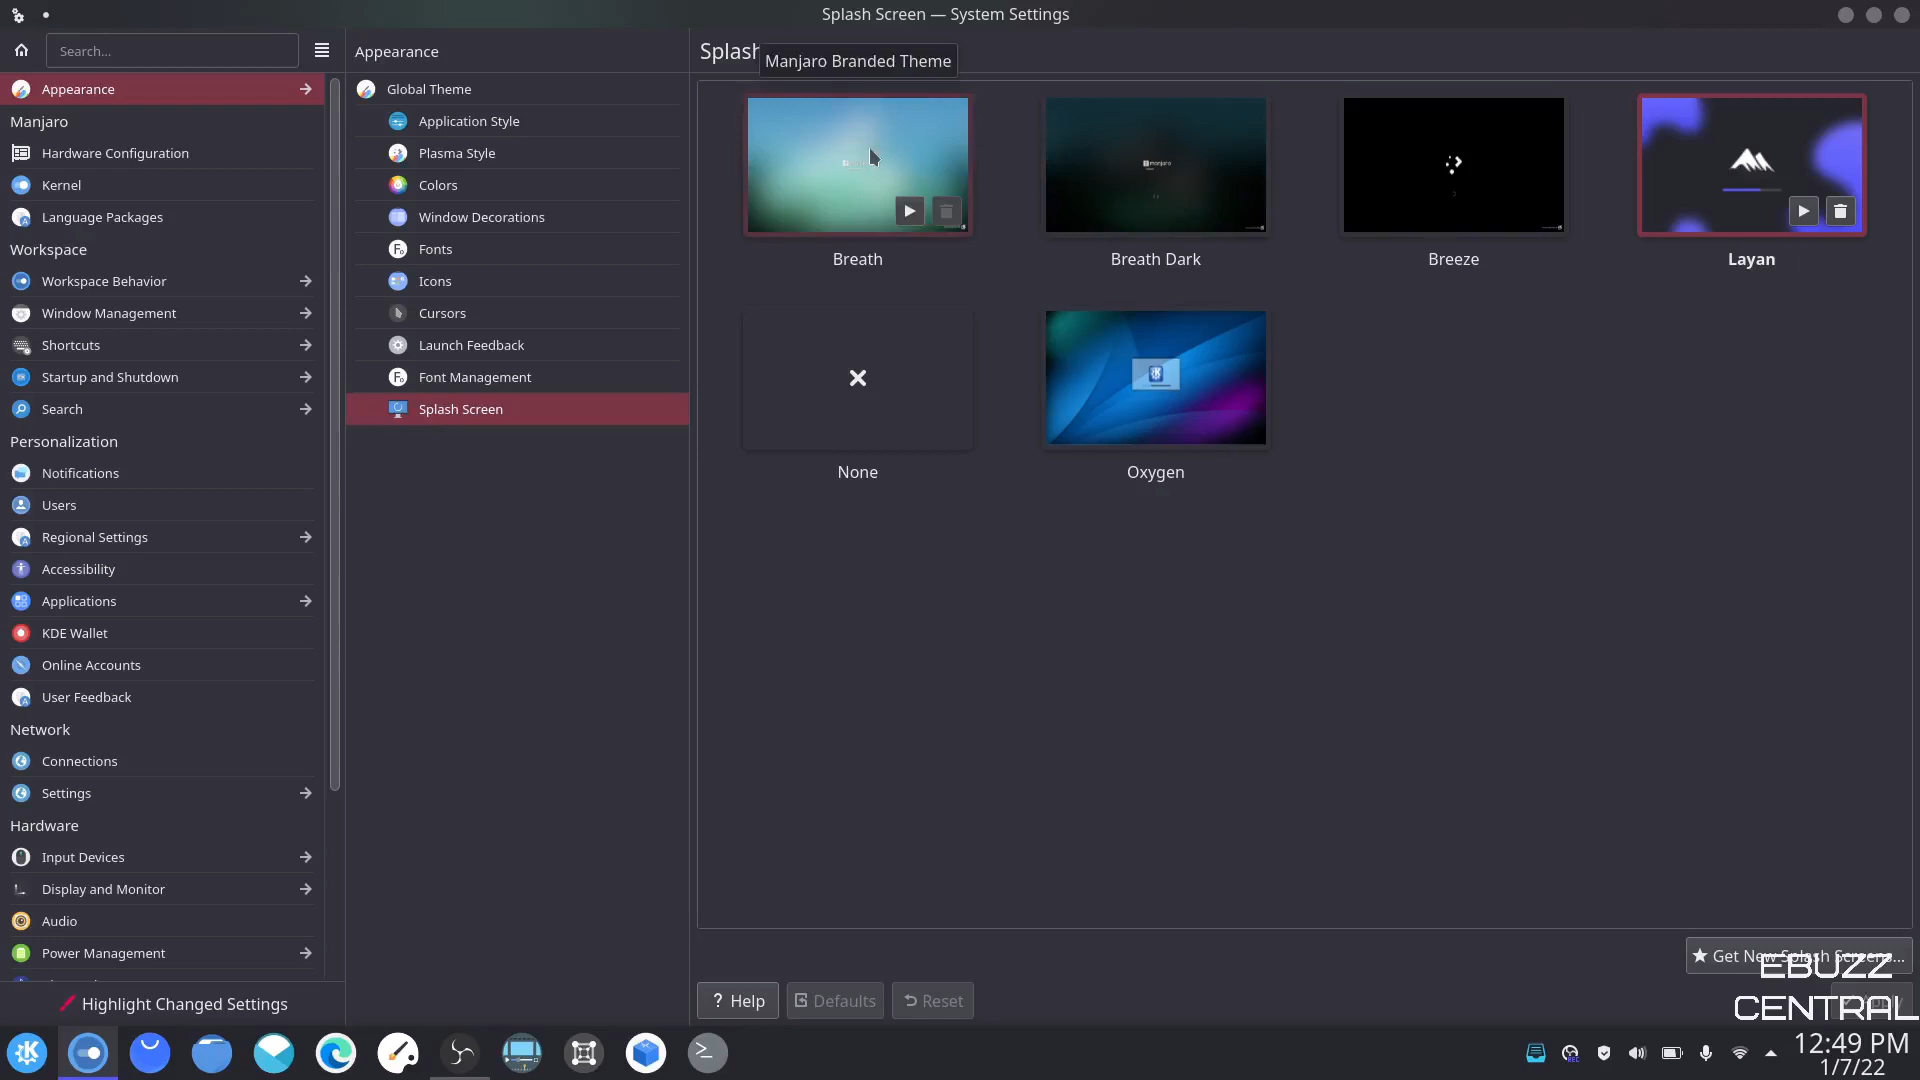 Splash Screen — System Settings
Search...
Appearance
Splash
Manjaro Branded Theme
Appearance
Manjaro
Hardware Configuration
Kernel
Language Packages
Workspace
Workspace Behavior
Window Management
Shortcuts
Startup and Shutdown
Search
Personalization
Notifications
Users
Regional Settings
Accessibility
Applications
KDE Wallet
Online Accounts
User Feedback
Network
Connections
Settings
Hardware
Input Devices
Display and Monitor
Audio
Power Management
Highlight Changed Settings
Global Theme
Application Style
Plasma Style
Colors
Window Decorations
Fonts
Icons
Cursors
Launch Feedback
Font Management
Splash Screen
manjaro
Breath
Breath Dark
Breeze
Layan
None
Oxygen
Get New Splash Screens...
? Help
Defaults
Reset
EBUZZ
CENTRAL
12:49 PM
1/7/22